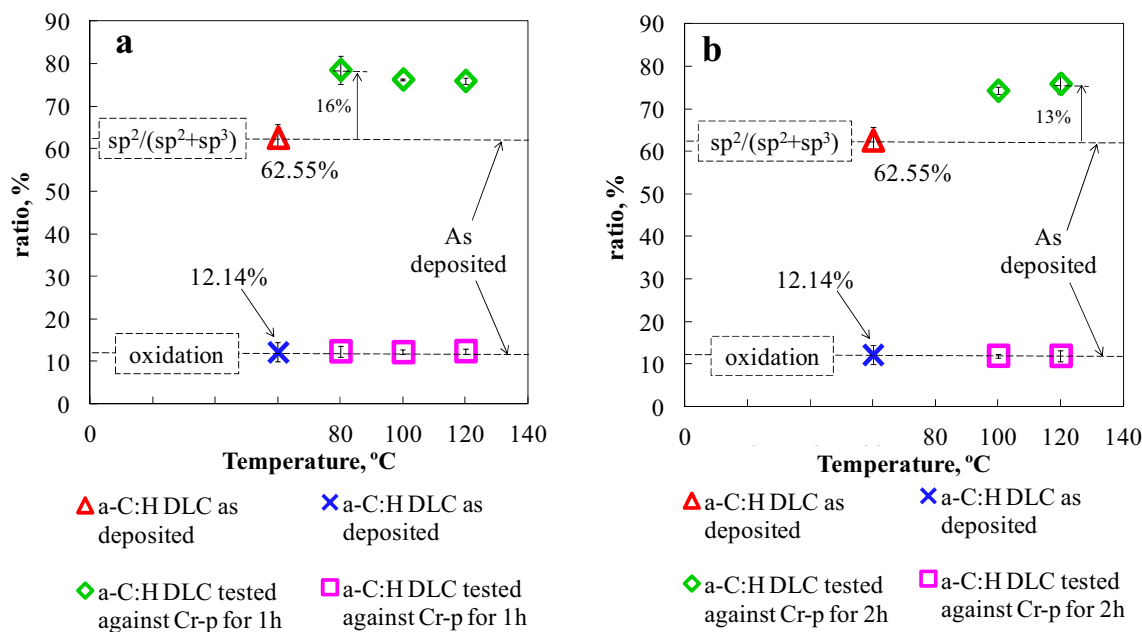 a
90
80
70
60
50
40
30
20
10
0
ratio, %
16%
sp²/(sp²+sp³)
62.55%
As
deposited
12.14%
oxidation
0 80 100 120 140
Temperature, ºC
a-C:H DLC as
deposited
a-C:H DLC as
deposited
a-C:H DLC tested
against Cr-p for 1h
a-C:H DLC tested
against Cr-p for 1h
b
90
80
70
60
50
40
30
20
10
0
ratio, %
13%
sp²/(sp²+sp³)
62.55%
As
deposited
12.14%
oxidation
0 80 100 120 140
Temperature, ºC
a-C:H DLC as
deposited
a-C:H DLC as
deposited
a-C:H DLC tested
against Cr-p for 2h
a-C:H DLC tested
against Cr-p for 2h